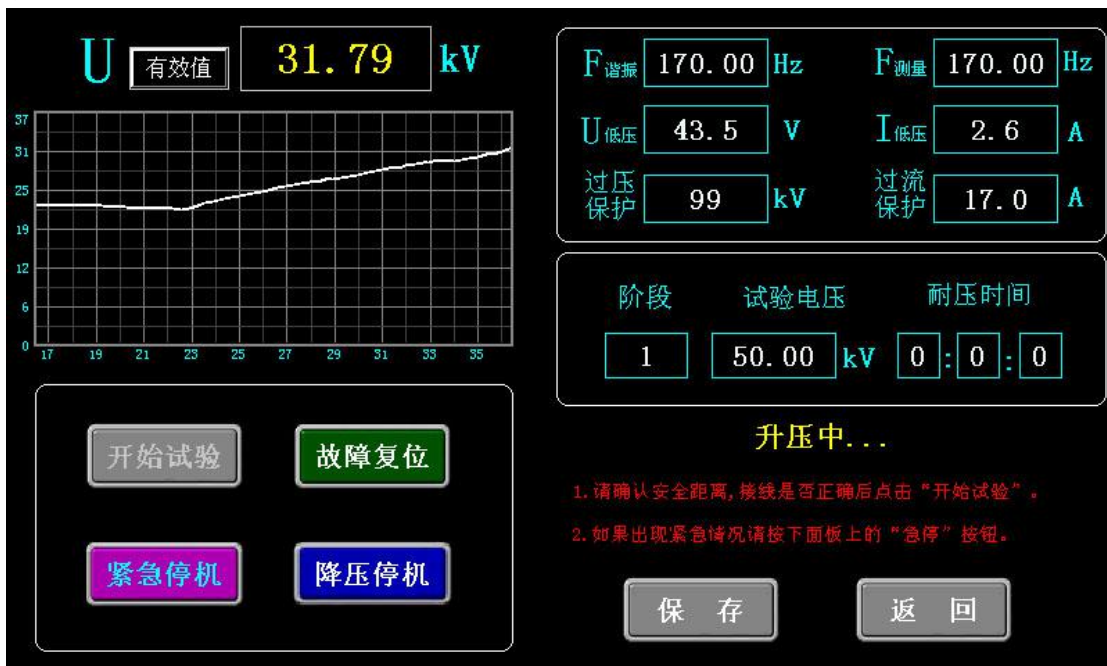 U 有效值 31.79 kV
37
31
25
19
12
6
0
17 19 21 23 25 27 29 31 33 35
F谐振 170.00 Hz F测量 170.00 Hz
U低压 43.5 V I低压 2.6 A
过压保护 99 kV 过流保护 17.0 A
阶段 试验电压 耐压时间
1 50.00 kV 0:0:0
升压中...
1.请确认安全距离,接线是否正确后点击“开始试验”。
2.如果出现紧急情况请按下面板上的“急停”按钮。
开始试验 故障复位
紧急停机 降压停机
保 存 返 回